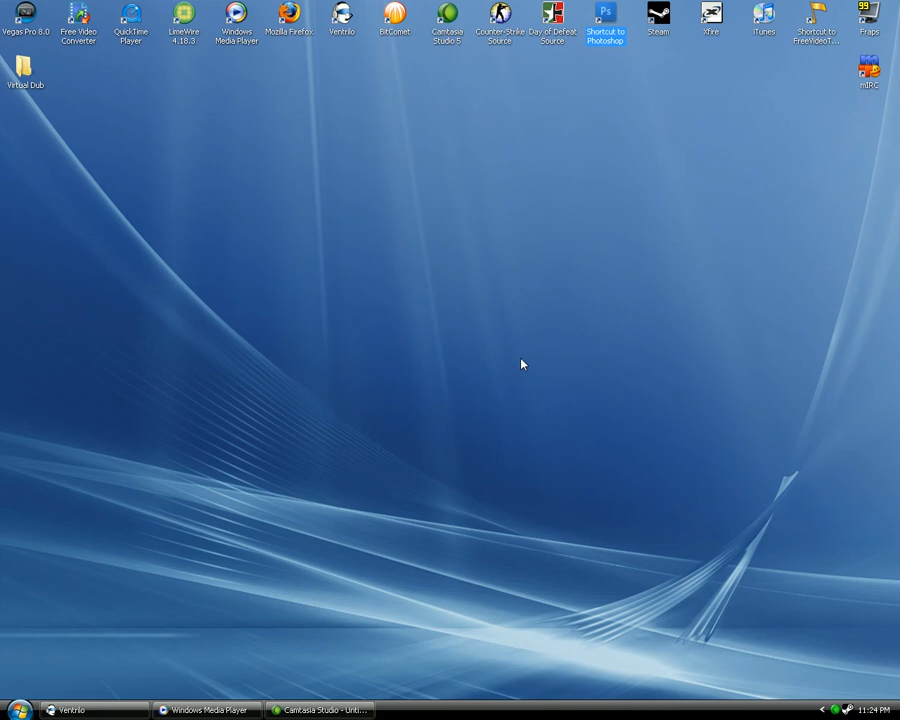 Vegas Pro 8.0
Free Video
Converter
QuickTime
Player
LimeWire
4.18.3
Windows
Media Player
Mozilla Firefox
Ventrilo
BitComet
Camtasia
Studio 5
Counter-Strike
Source
Day of Defeat
Source
Ps
Shortcut to
Photoshop
Steam
Xfire
iTunes
Shortcut to
FreeVideoT...
99
Fraps
Virtual Dub
mIRC
Ventrilo
Windows Media Player
Camtasia Studio - Unti...
11:24 PM